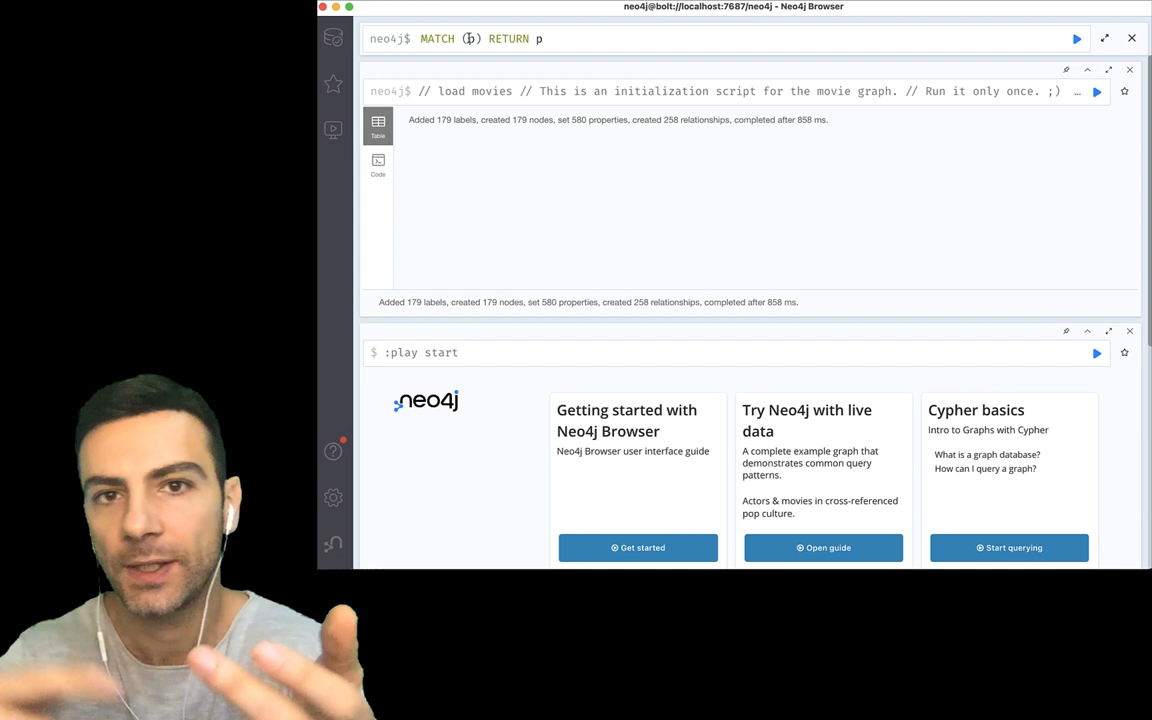 neo4j@bolt://localhost:7687/neo4j - Neo4j Browser
neo4j$ MATCH (p) RETURN p
neo4j$ // load movies // This is an initialization script for the movie graph. // Run it only once. ;) …
Table
Added 179 labels, created 179 nodes, set 580 properties, created 258 relationships, completed after 858 ms.
Code
Added 179 labels, created 179 nodes, set 580 properties, created 258 relationships, completed after 858 ms.
$ :play start
neo4j
Getting started with
Neo4j Browser
Neo4j Browser user interface guide
Get started
Try Neo4j with live
data
A complete example graph that
demonstrates common query
patterns.
Actors & movies in cross-referenced
pop culture.
Open guide
Cypher basics
Intro to Graphs with Cypher
What is a graph database?
How can I query a graph?
Start querying